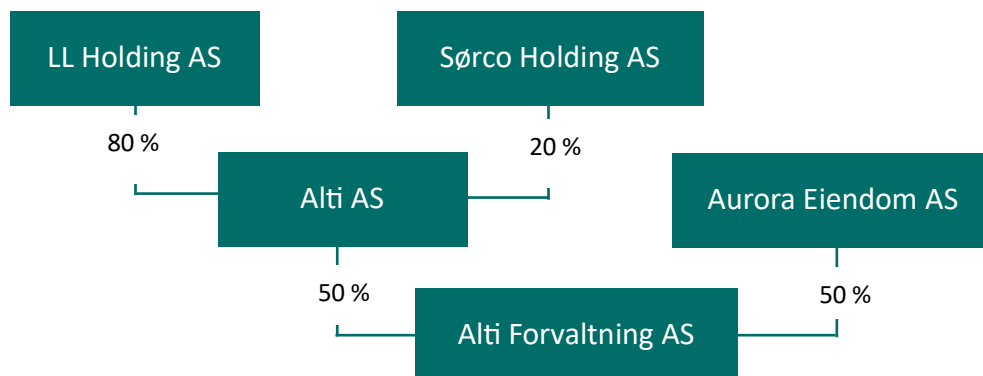 LL Holding AS
Sørco Holding AS
80 %
20 %
Alti AS
Aurora Eiendom AS
50 %
50 %
Alti Forvaltning AS